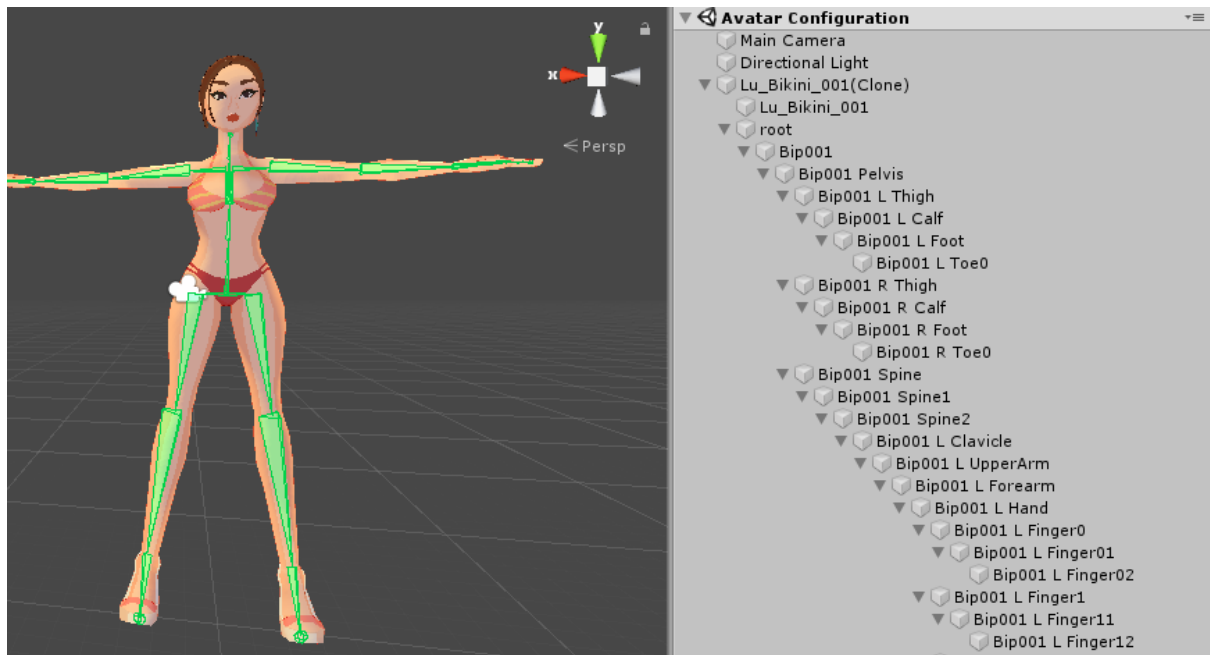 y
x
Persp
Avatar Configuration
Main Camera
Directional Light
Lu_Bikini_001(Clone)
Lu_Bikini_001
root
Bip001
Bip001 Pelvis
Bip001 L Thigh
Bip001 L Calf
Bip001 L Foot
Bip001 L Toe0
Bip001 R Thigh
Bip001 R Calf
Bip001 R Foot
Bip001 R Toe0
Bip001 Spine
Bip001 Spine1
Bip001 Spine2
Bip001 L Clavicle
Bip001 L UpperArm
Bip001 L Forearm
Bip001 L Hand
Bip001 L Finger0
Bip001 L Finger01
Bip001 L Finger02
Bip001 L Finger1
Bip001 L Finger11
Bip001 L Finger12